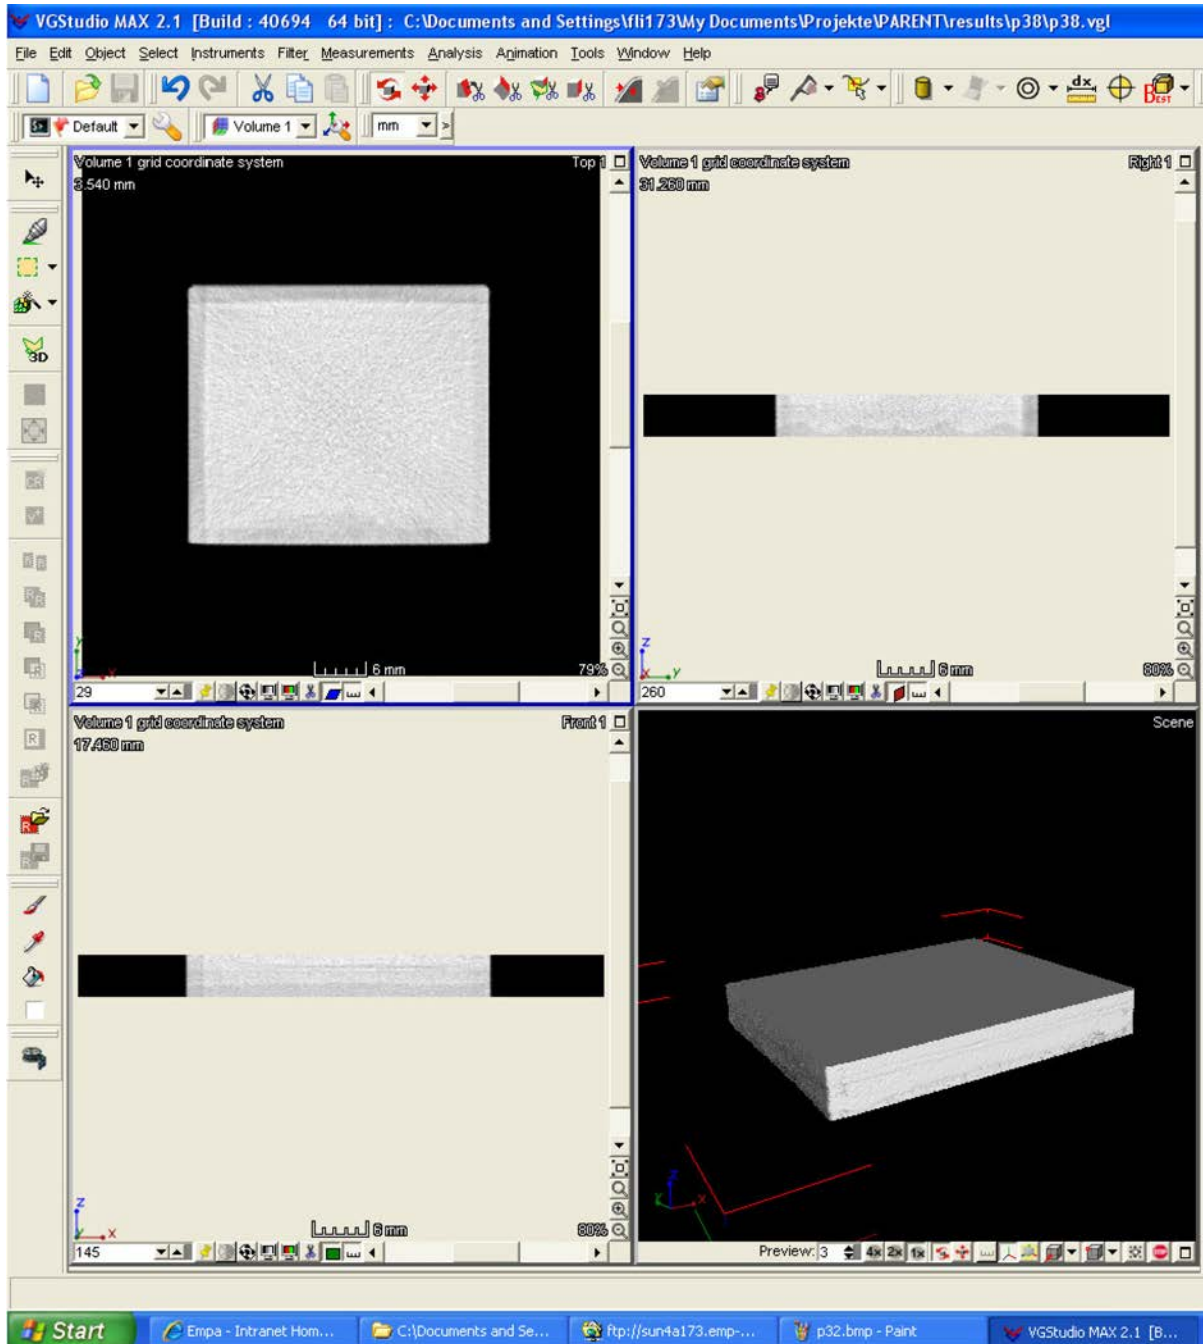 VGStudio MAX 2.1 [Build : 40694 64 bit] : C:\Documents and Settings\fli173\My Documents\Projekte\PARENT\results\p38\p38.vgl
File Edit Object Select Instruments Filter Measurements Analysis Animation Tools Window Help
dx
BEST
Default Volume 1 mm >
Volume 1 grid coordinate system Top 1
3.540 mm
Volume 1 grid coordinate system Right 1
31.260 mm
3D
CR
6 mm 79%
6 mm 80%
29
260
Volume 1 grid coordinate system Front 1
17.460 mm
Scene
6 mm 80%
145
Preview: 3 4x 2x 1x
Start Empa - Intranet Hom... C:\Documents and Se... ftp://sun4a173.emp-... p32.bmp - Paint VGStudio MAX 2.1 [B...